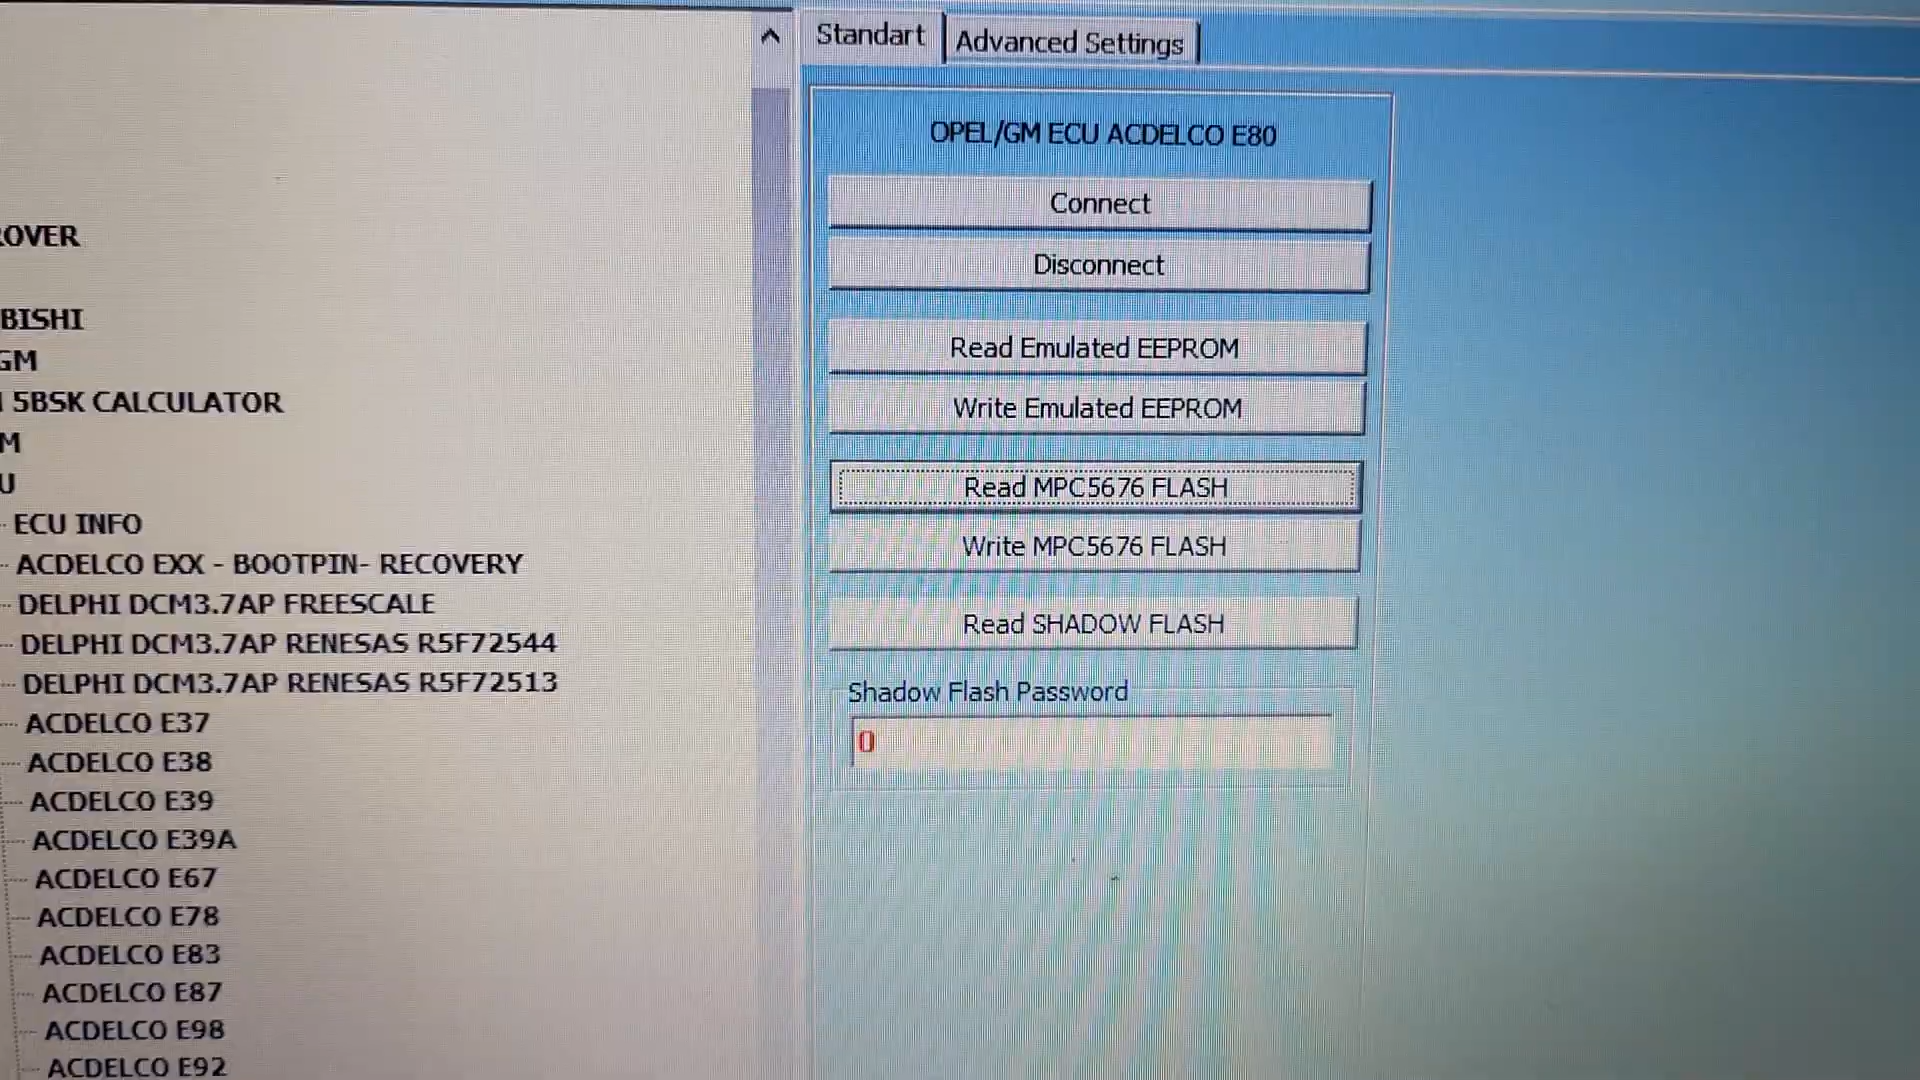 Standart
Advanced Settings
OPEL/GM ECU ACDELCO E80
Connect
Disconnect
Read Emulated EEPROM
Write Emulated EEPROM
Read MPC5676 FLASH
Write MPC5676 FLASH
Read SHADOW FLASH
Shadow Flash Password
0
ROVER
BISHI
GM
5BSK CALCULATOR
M
U
ECU INFO
ACDELCO EXX - BOOTPIN- RECOVERY
DELPHI DCM3.7AP FREESCALE
DELPHI DCM3.7AP RENESAS R5F72544
DELPHI DCM3.7AP RENESAS R5F72513
ACDELCO E37
ACDELCO E38
ACDELCO E39
ACDELCO E39A
ACDELCO E67
ACDELCO E78
ACDELCO E83
ACDELCO E87
ACDELCO E98
ACDELCO E92